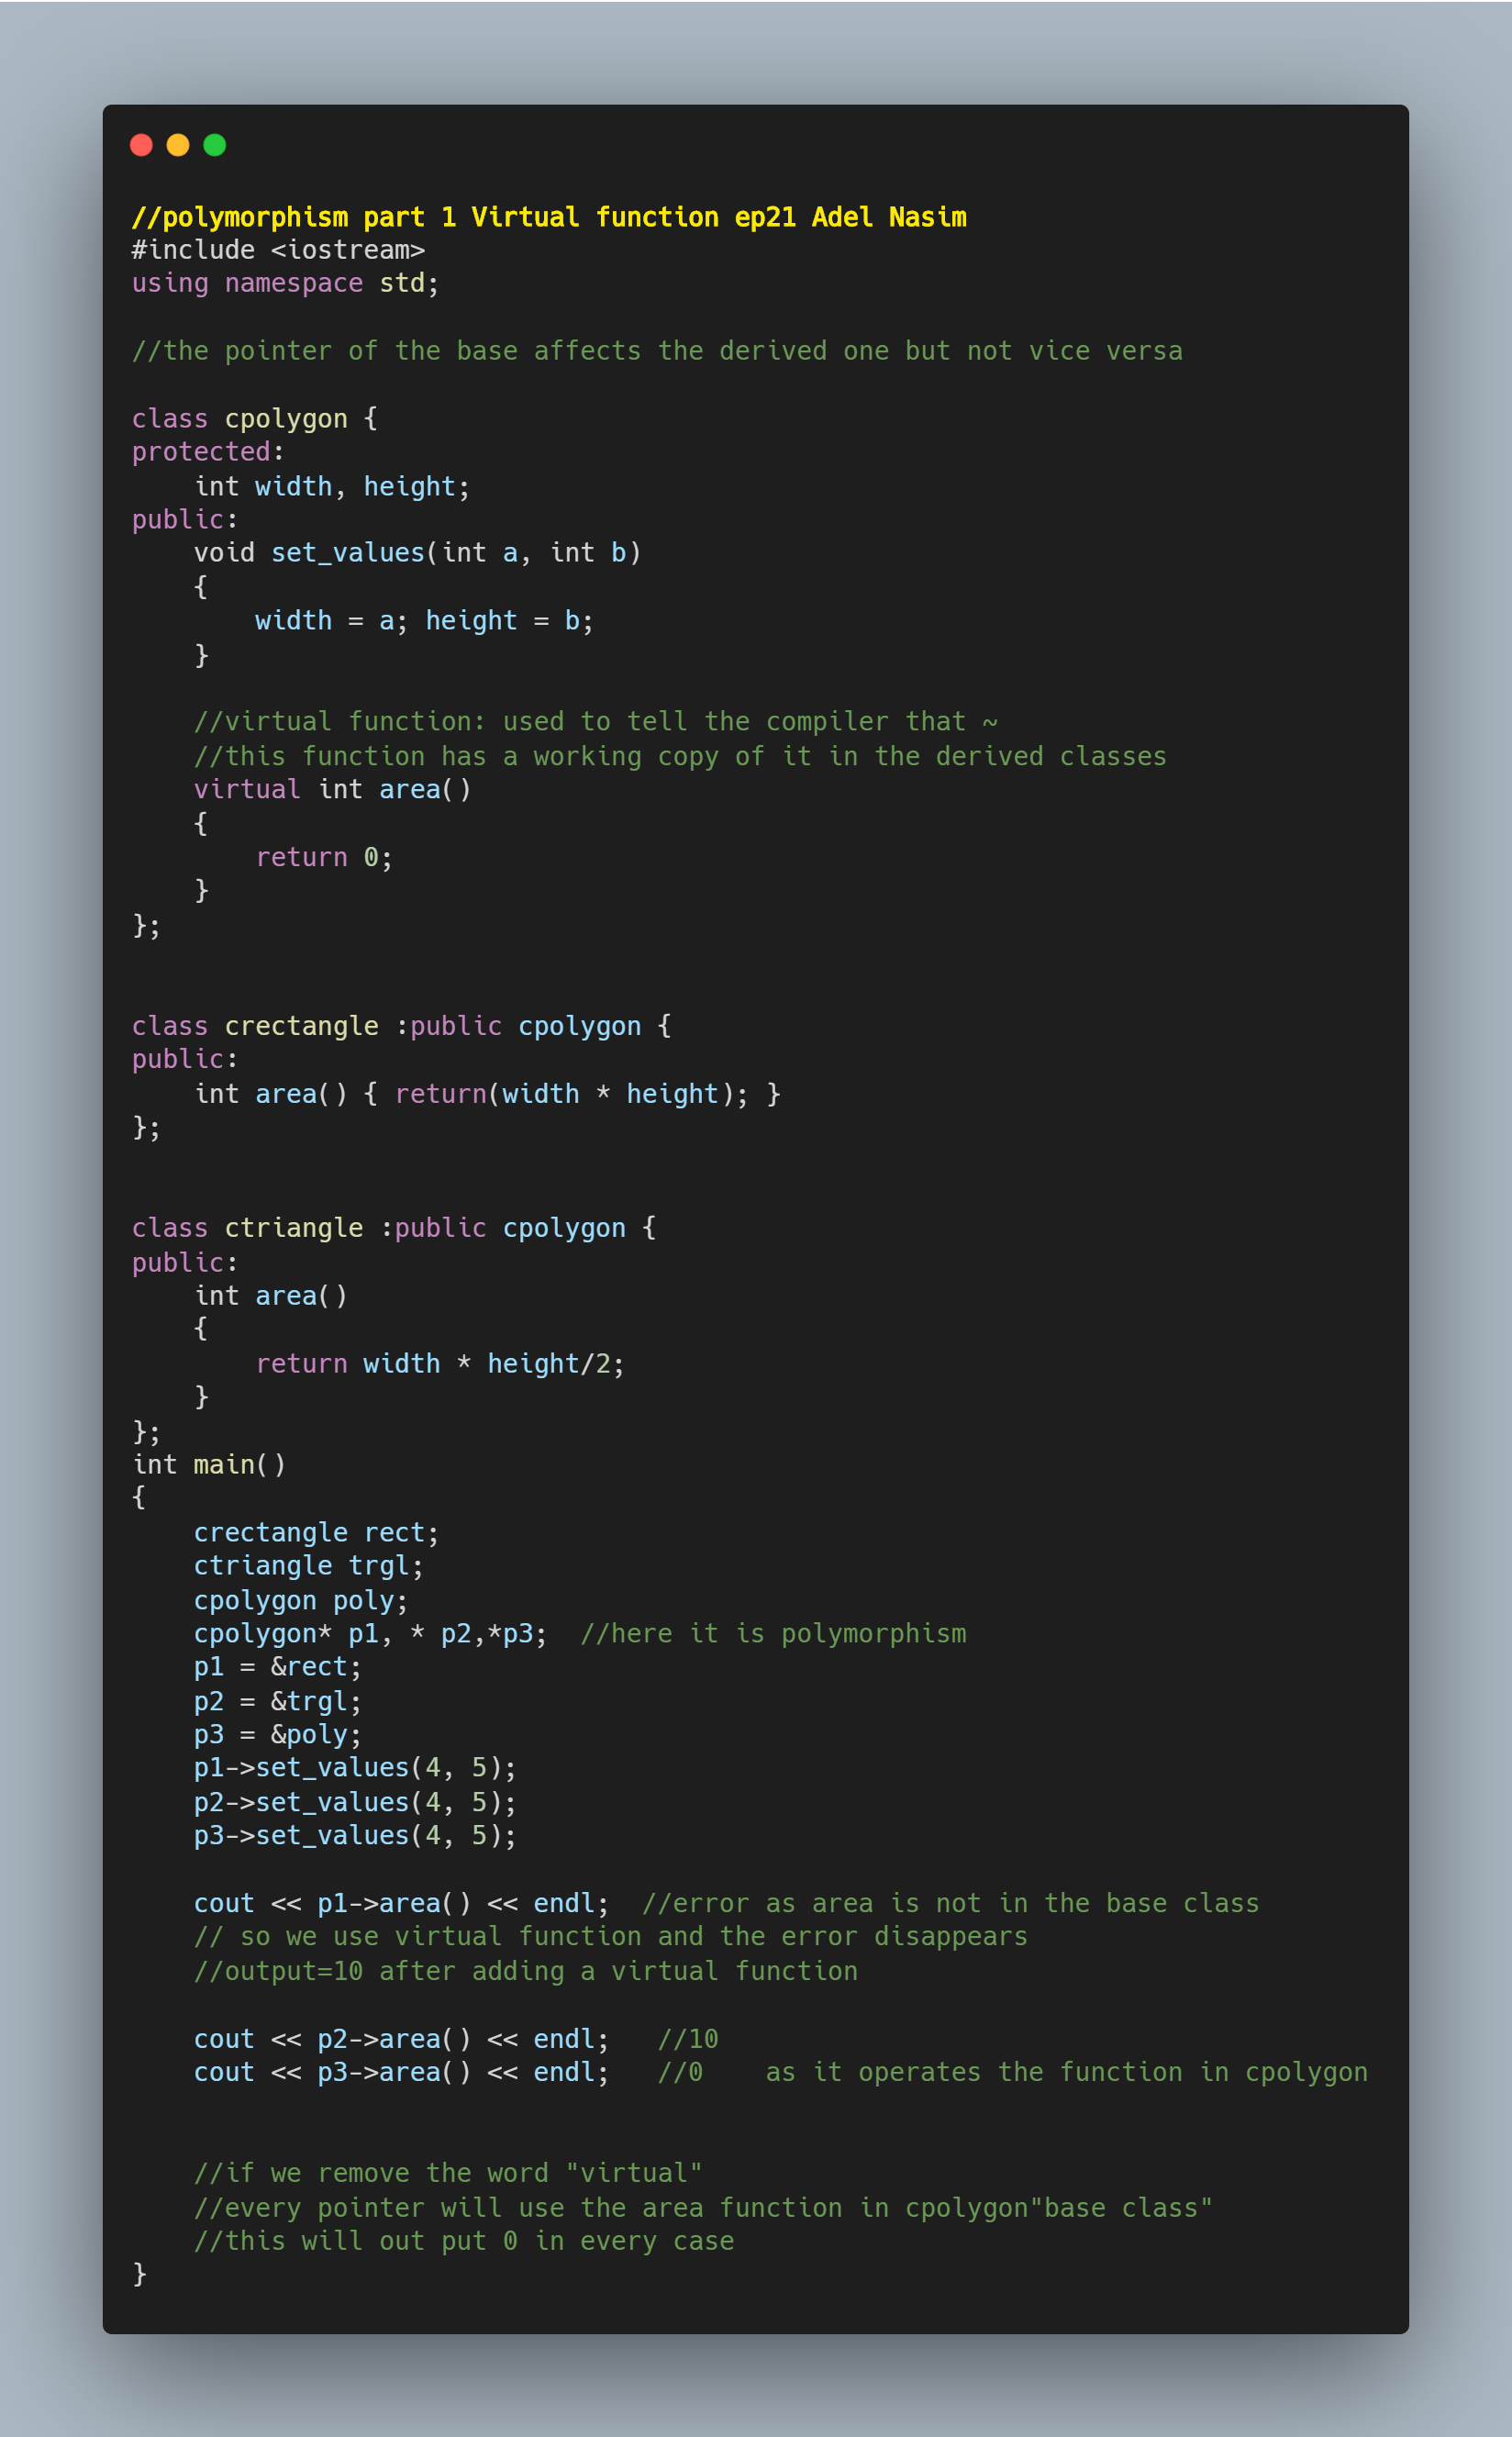 //polymorphism part 1 Virtual function ep21 Adel Nasim
#include <iostream>
using namespace std;

//the pointer of the base affects the derived one but not vice versa

class cpolygon {
protected:
    int width, height;
public:
    void set_values(int a, int b)
    {
        width = a; height = b;
    }

    //virtual function: used to tell the compiler that ~
    //this function has a working copy of it in the derived classes
    virtual int area()
    {
        return 0;
    }
};


class crectangle :public cpolygon {
public:
    int area() { return(width * height); }
};


class ctriangle :public cpolygon {
public:
    int area()
    {
        return width * height/2;
    }
};
int main()
{
    crectangle rect;
    ctriangle trgl;
    cpolygon poly;
    cpolygon* p1, * p2,*p3;  //here it is polymorphism
    p1 = &rect;
    p2 = &trgl;
    p3 = &poly;
    p1->set_values(4, 5);
    p2->set_values(4, 5);
    p3->set_values(4, 5);

    cout << p1->area() << endl;  //error as area is not in the base class
    // so we use virtual function and the error disappears
    //output=10 after adding a virtual function

    cout << p2->area() << endl;   //10
    cout << p3->area() << endl;   //0    as it operates the function in cpolygon


    //if we remove the word "virtual"
    //every pointer will use the area function in cpolygon"base class"
    //this will out put 0 in every case
}